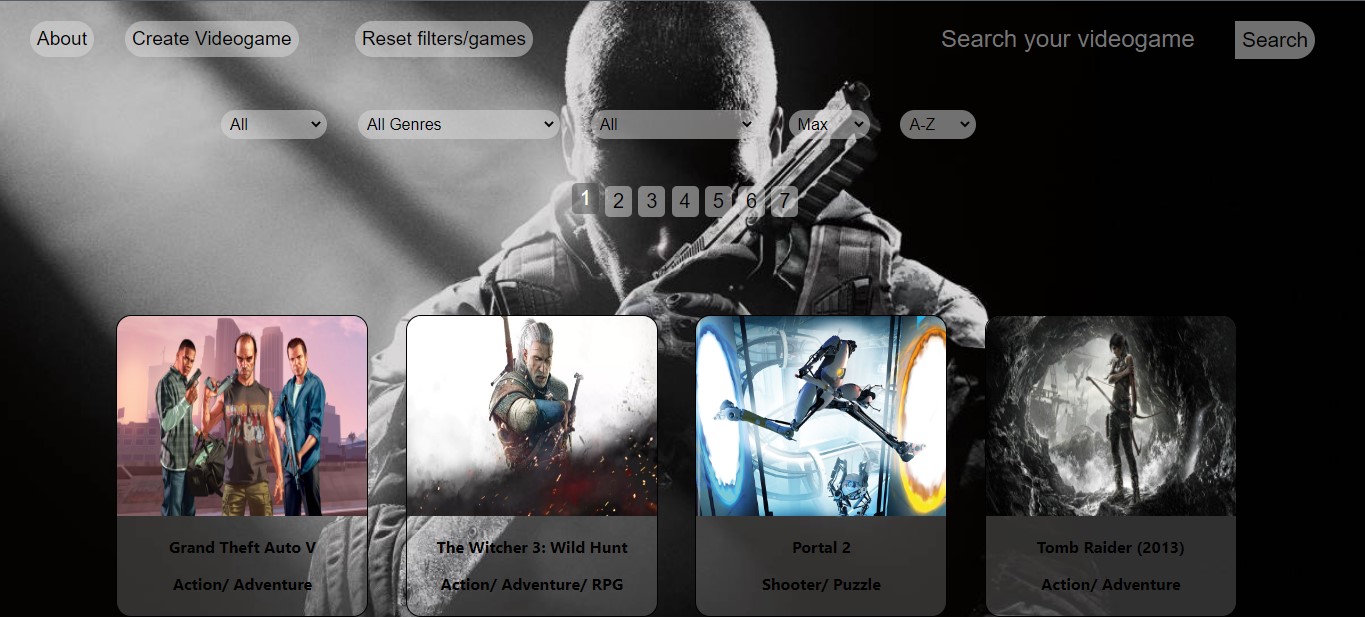 About Create Videogame Reset filters/games Search your videogame Search
All All Genres All Max A-Z
1 2 3 4 5 6 7
Grand Theft Auto V The Witcher 3: Wild Hunt Portal 2 Tomb Raider (2013)
Action/ Adventure Action/ Adventure/ RPG Shooter/ Puzzle Action/ Adventure